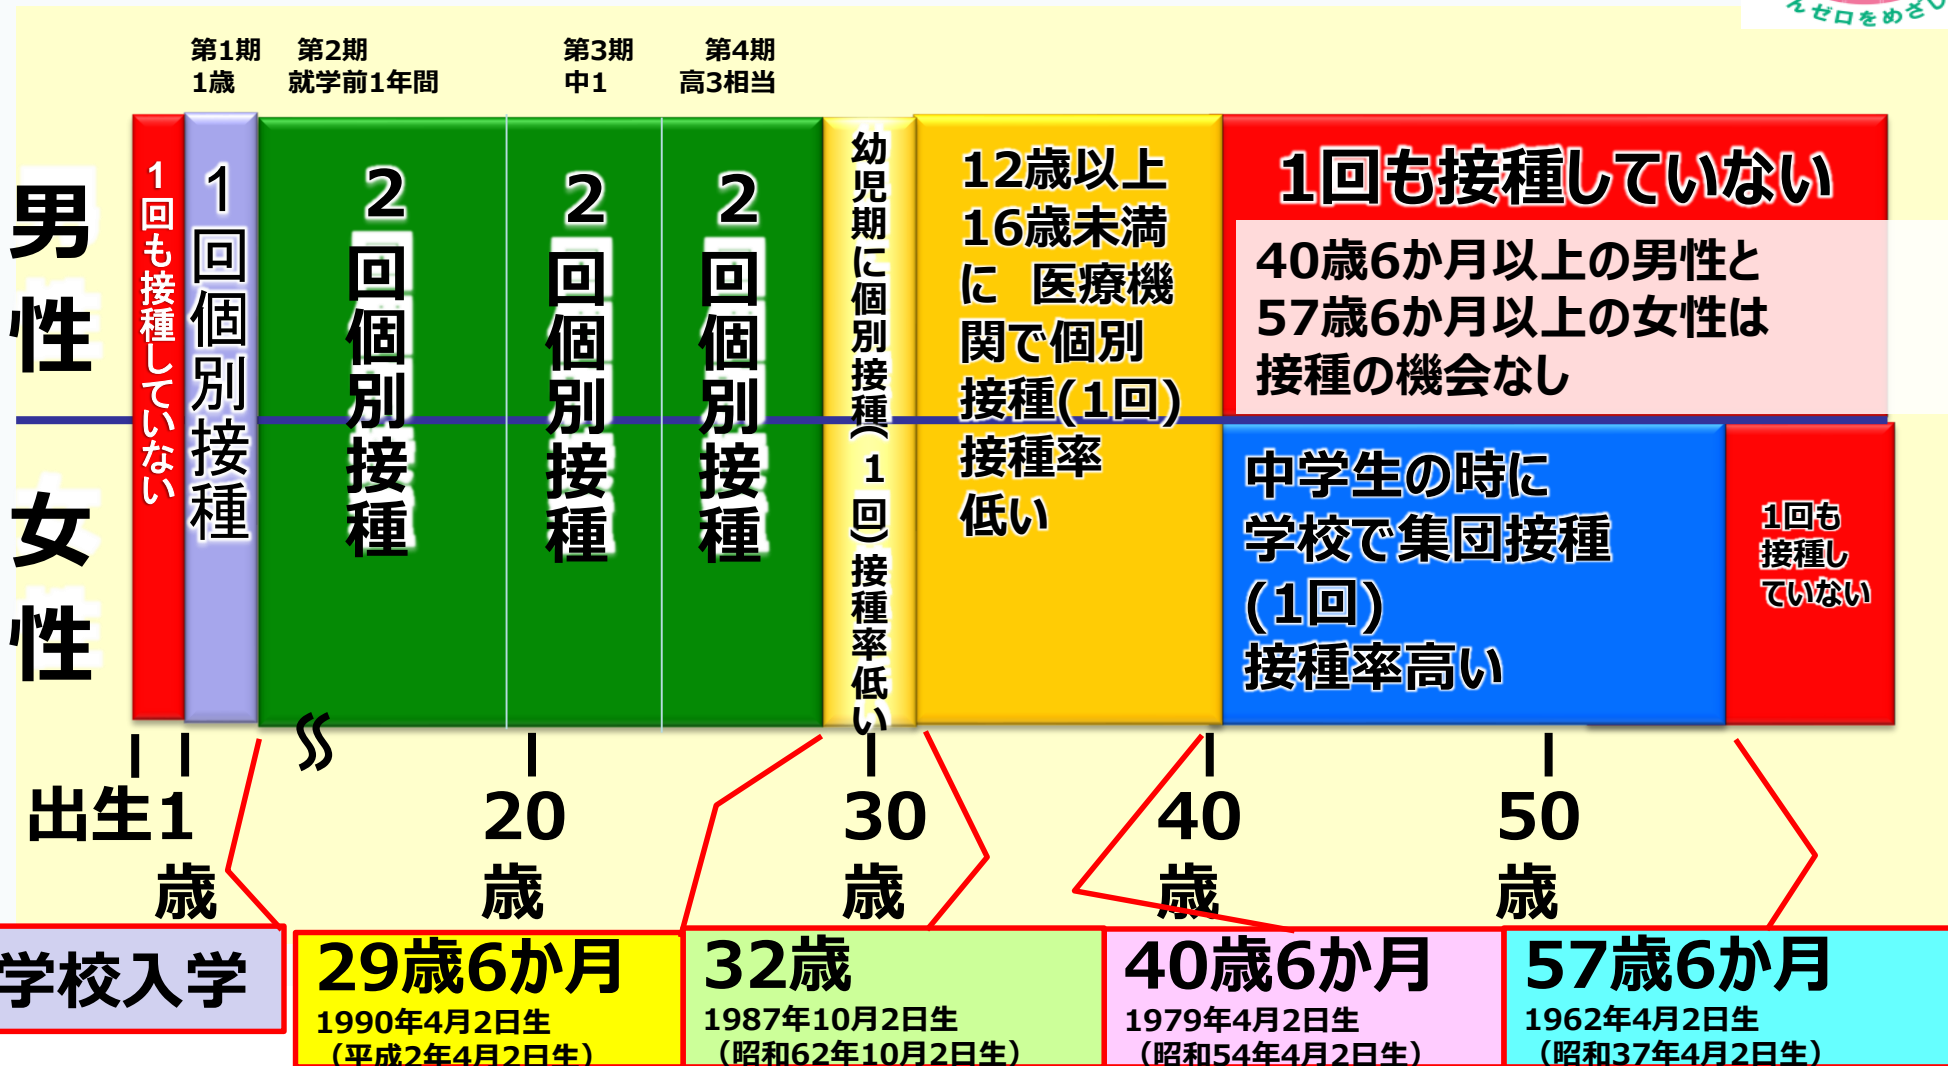 んゼロをめざし
第1期
1歳
第2期
就学前1年間
第3期
中1
第4期
高3相当
男性
女性
1回も接種していない
1回個別接種
2回個別接種
2回個別接種
2回個別接種
幼児期に個別接種(1回)接種率低い
12歳以上
16歳未満
に 医療機
関で個別
接種(1回)
接種率
低い
1回も接種していない
40歳6か月以上の男性と
57歳6か月以上の女性は
接種の機会なし
中学生の時に
学校で集団接種
(1回)
接種率高い
1回も
接種し
ていない
出生1
歳
20
歳
30
歳
40
歳
50
歳
学校入学
29歳6か月
1990年4月2日生
（平成2年4月2日生）
32歳
1987年10月2日生
（昭和62年10月2日生）
40歳6か月
1979年4月2日生
（昭和54年4月2日生）
57歳6か月
1962年4月2日生
（昭和37年4月2日生）